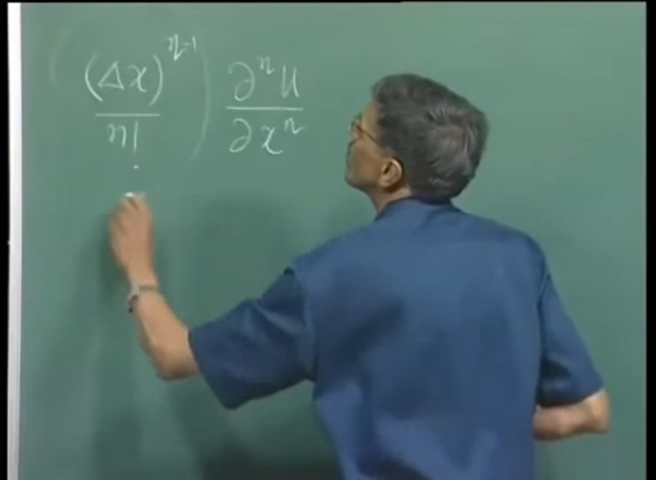 ( (Δx)^{n-1} / n! ) ∂^n u / ∂x^n